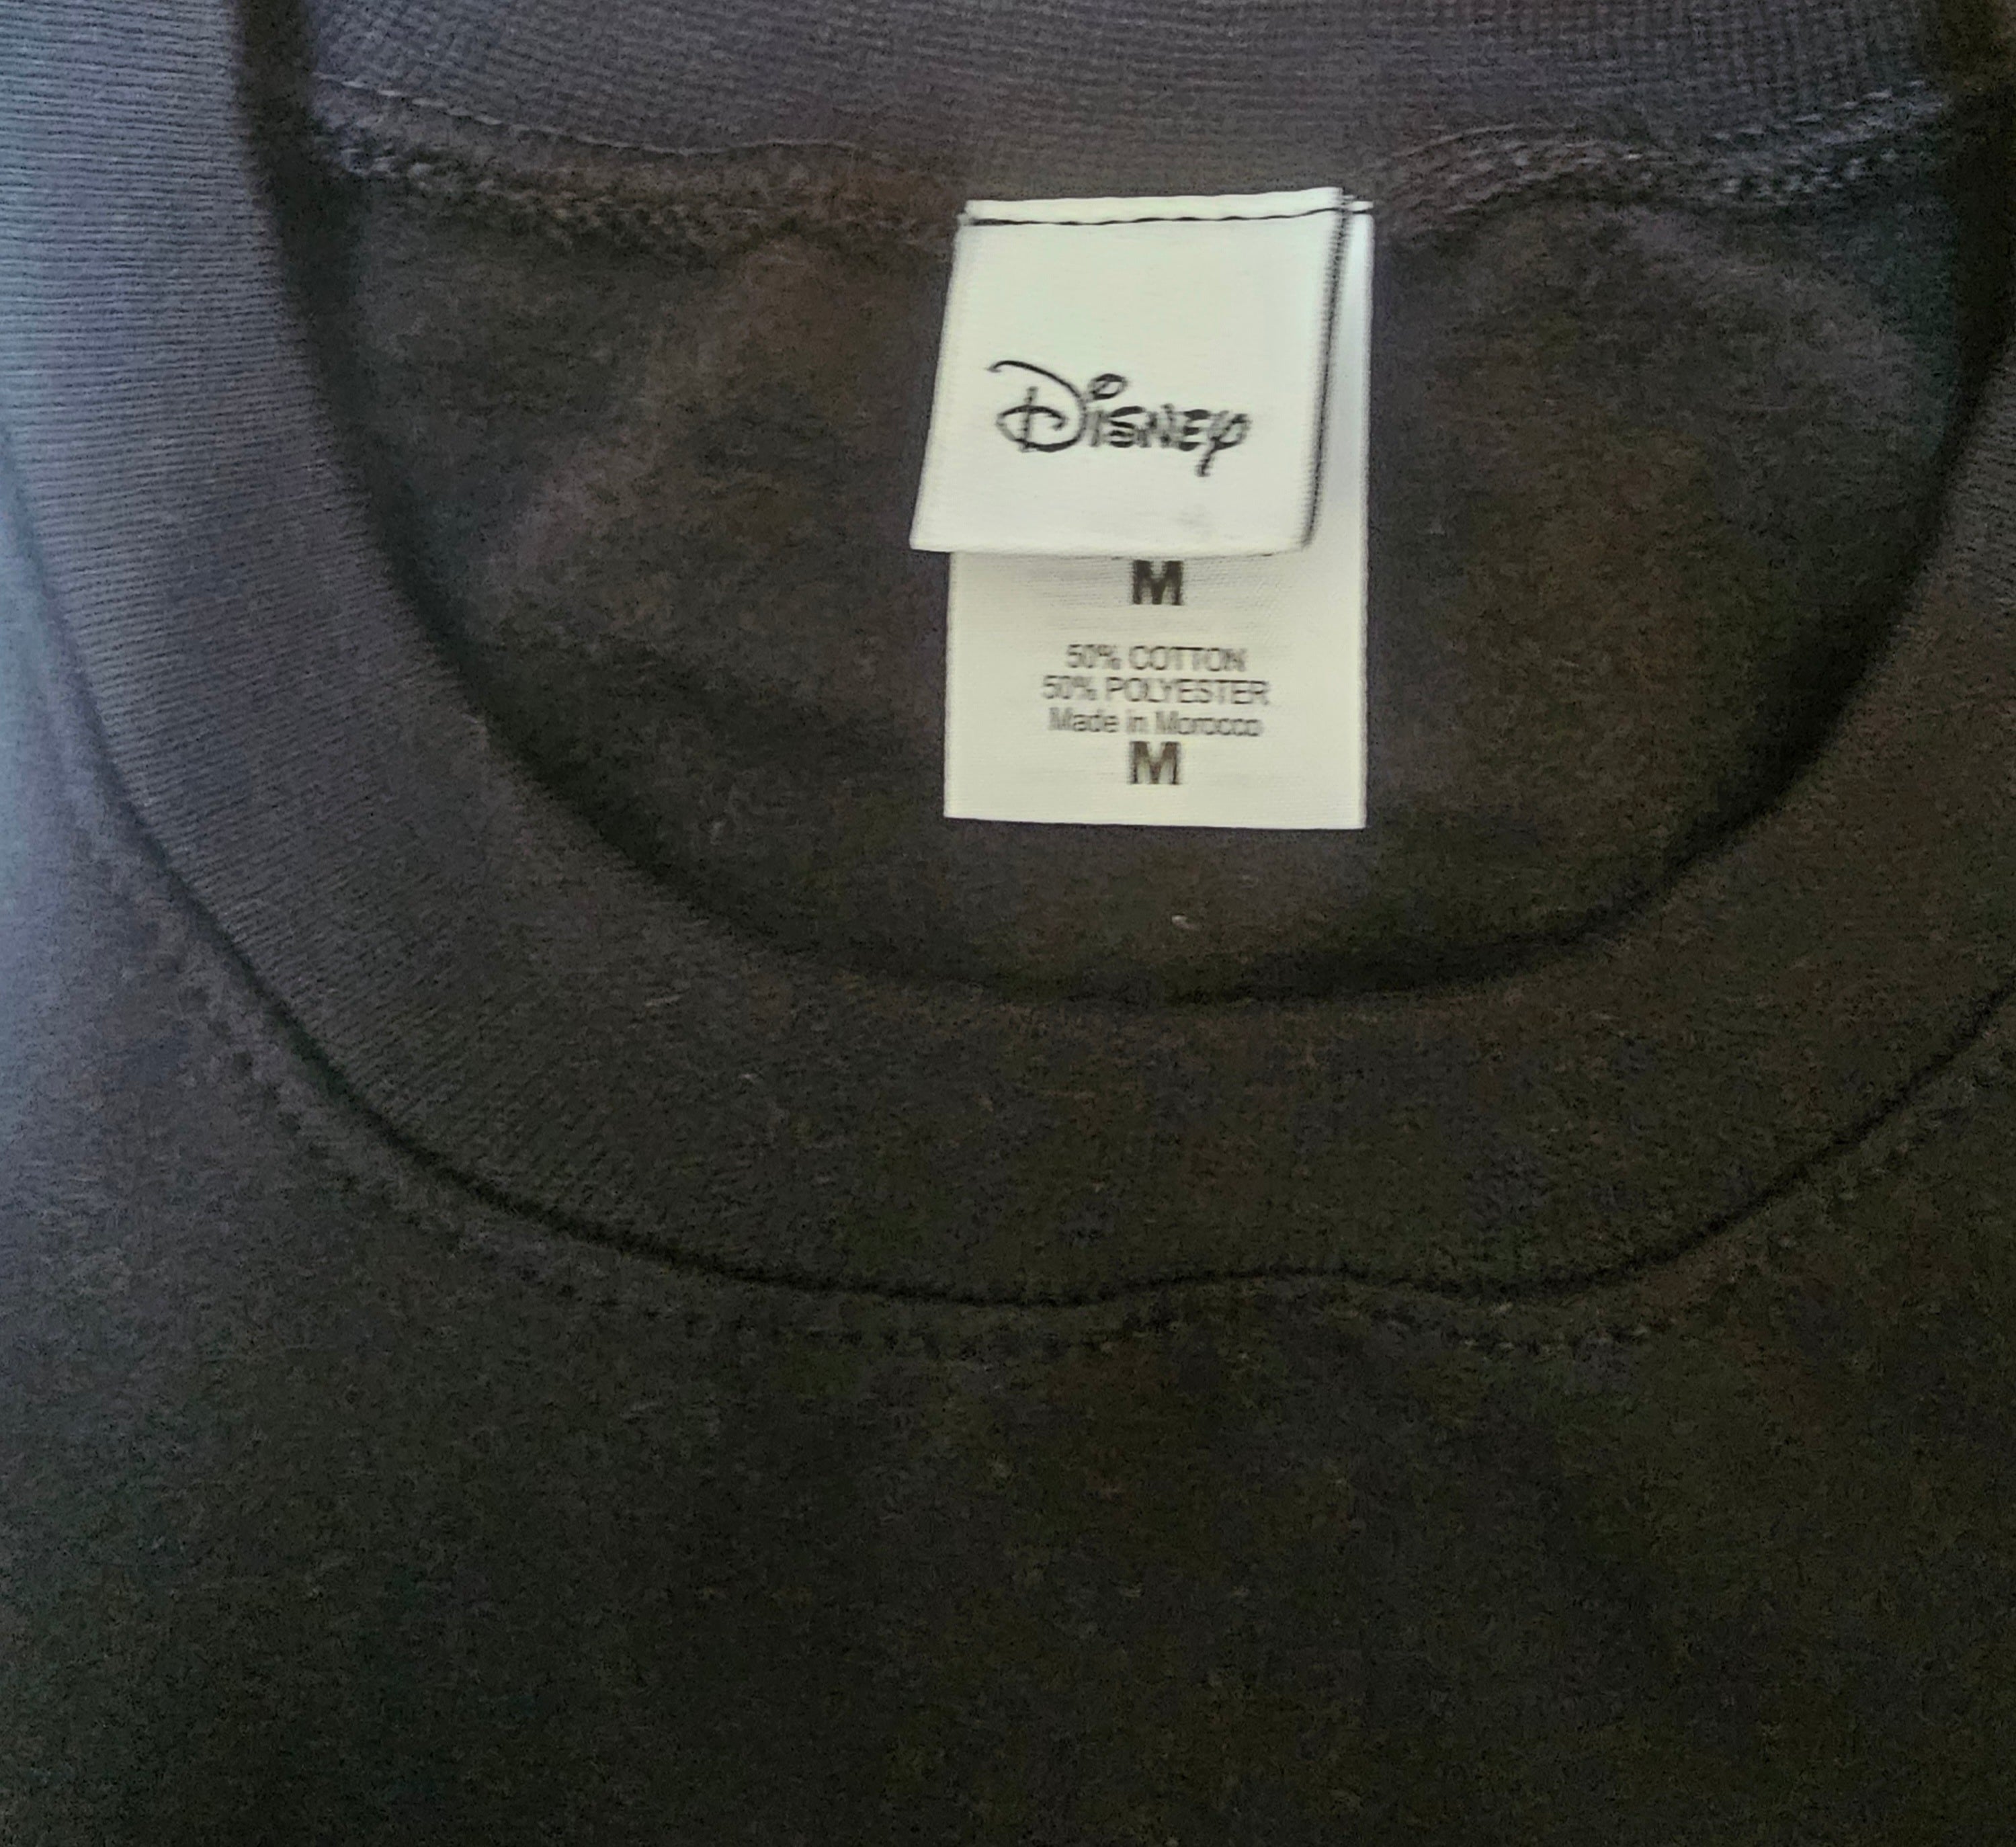 Disney
M
50% COTTON
50% POLYESTER
Made in Morocco
M